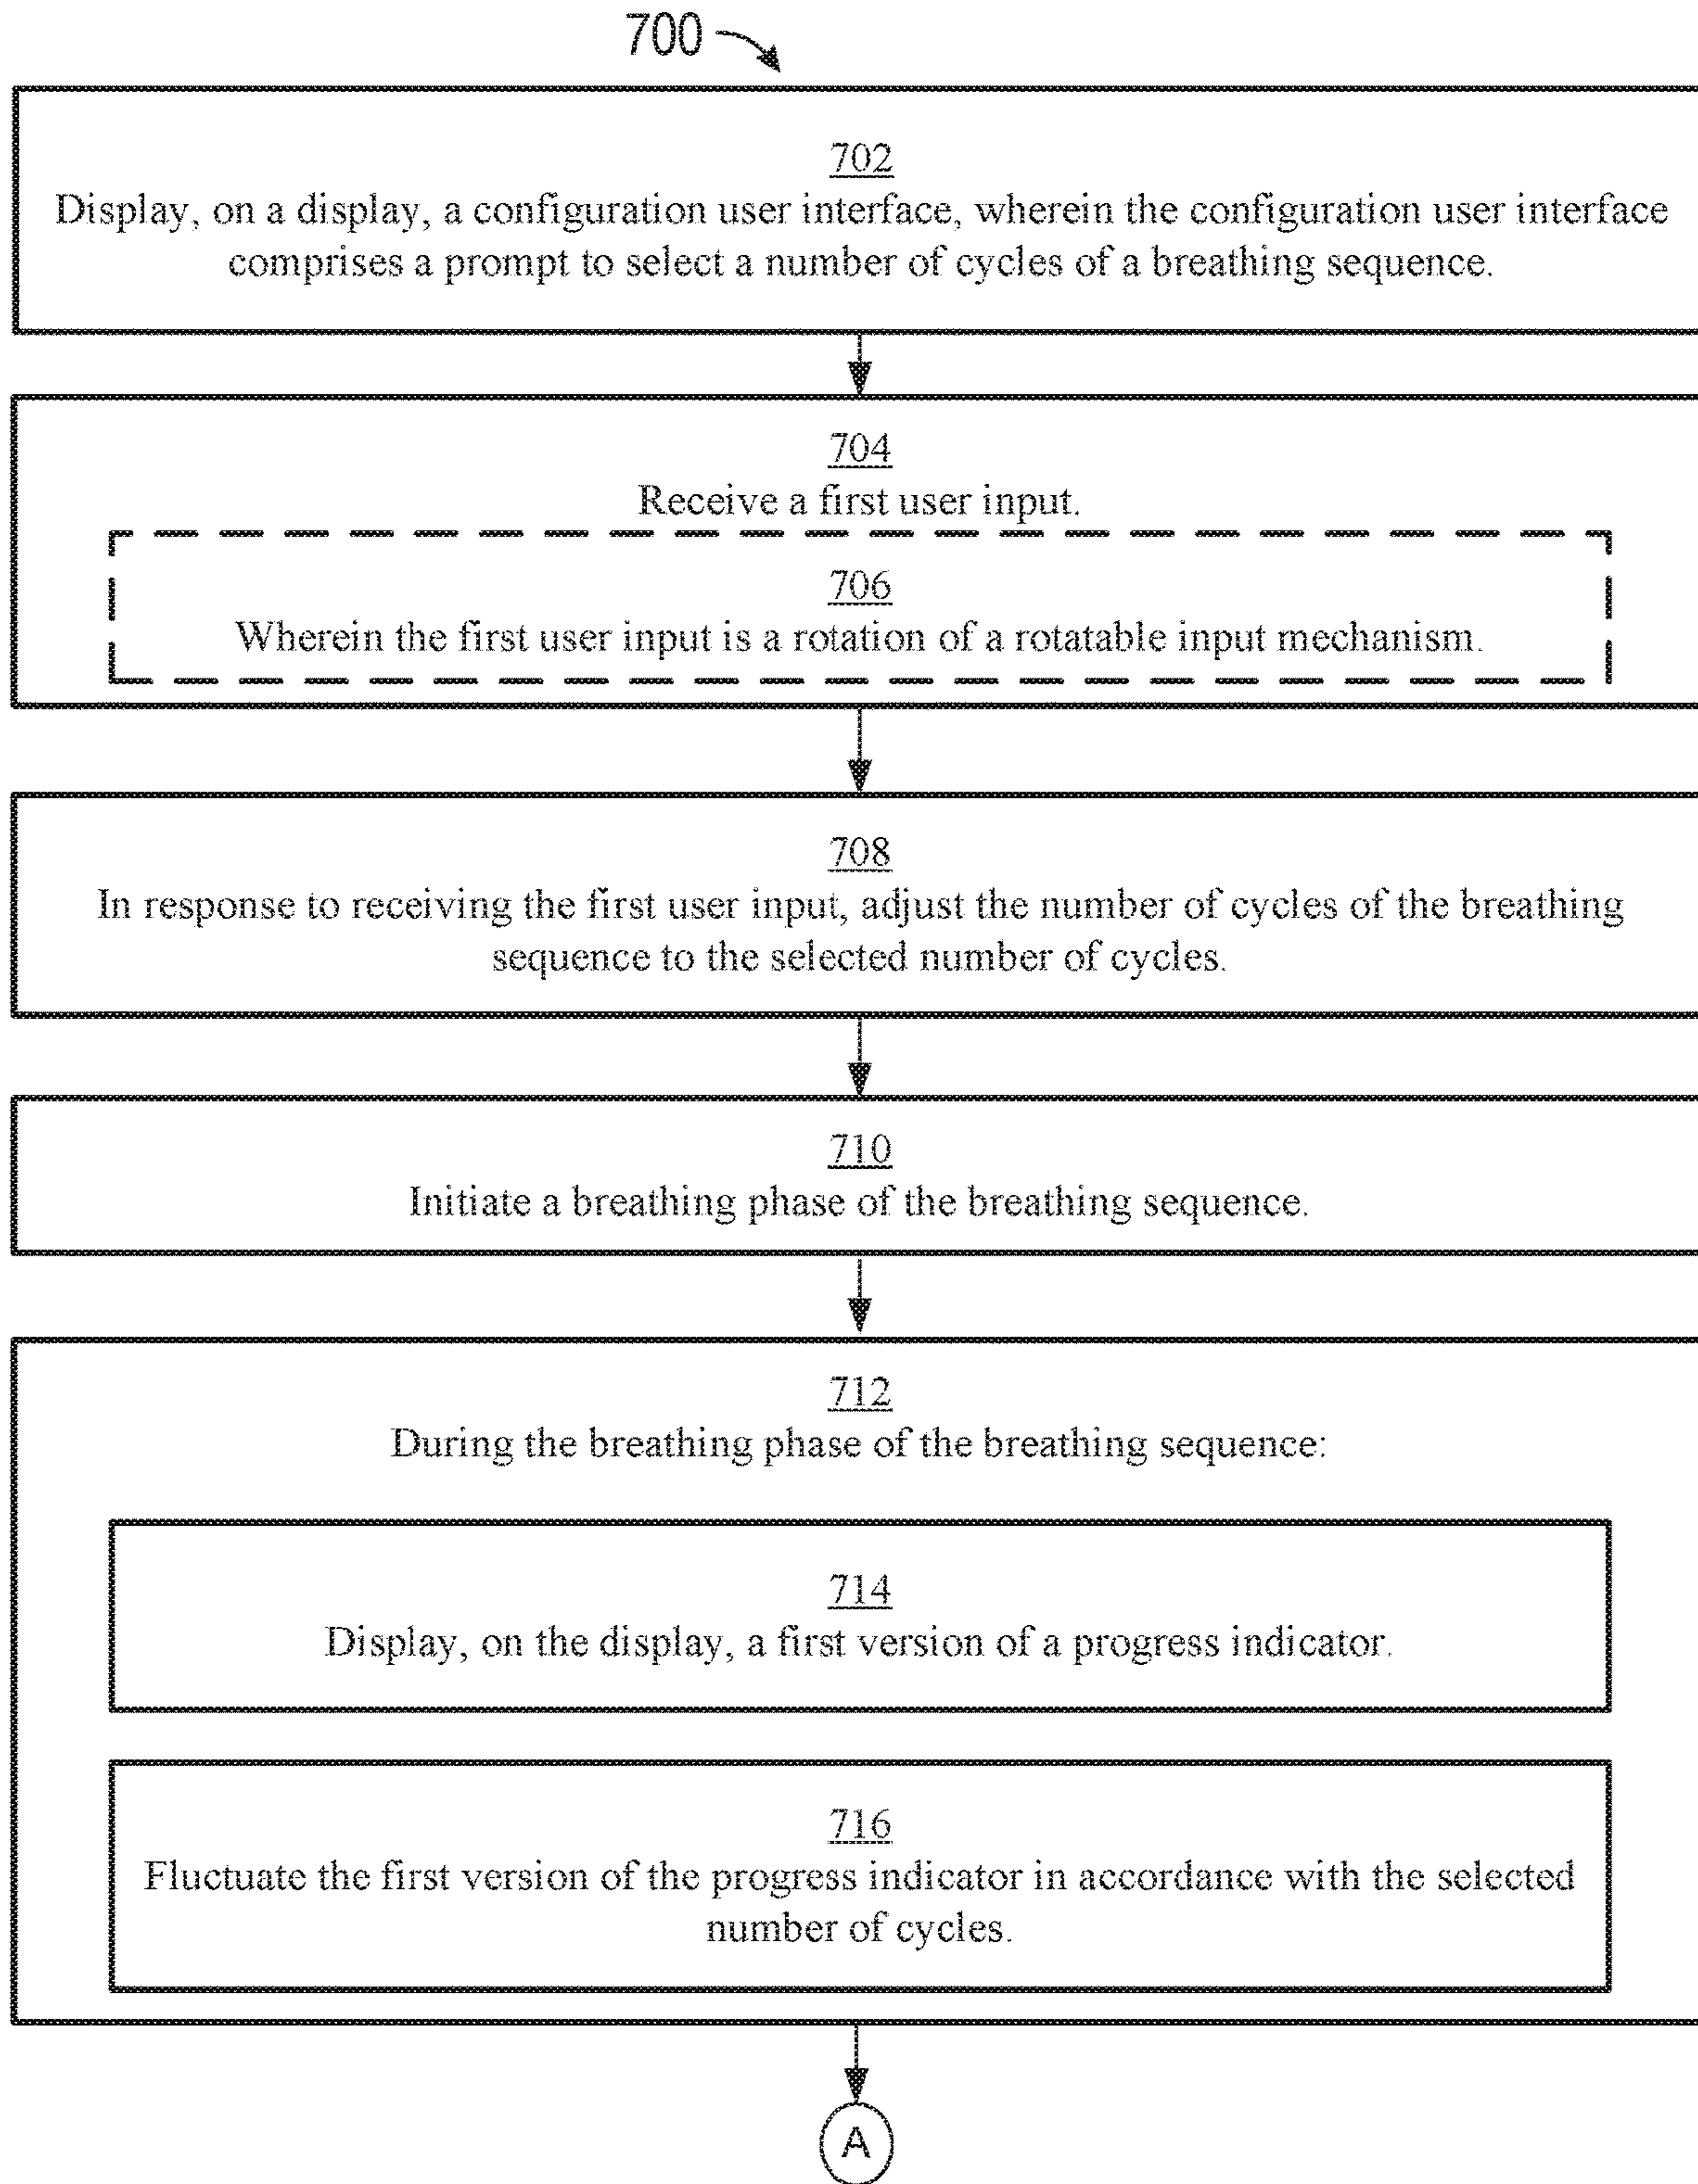 700
702
Display, on a display, a configuration user interface, wherein the configuration user interface
comprises a prompt to select a number of cycles of a breathing sequence.
704
Receive a first user input.
706
Wherein the first user input is a rotation of a rotatable input mechanism.
708
In response to receiving the first user input, adjust the number of cycles of the breathing
sequence to the selected number of cycles.
710
Initiate a breathing phase of the breathing sequence.
712
During the breathing phase of the breathing sequence:
714
Display, on the display, a first version of a progress indicator.
716
Fluctuate the first version of the progress indicator in accordance with the selected
number of cycles.
A